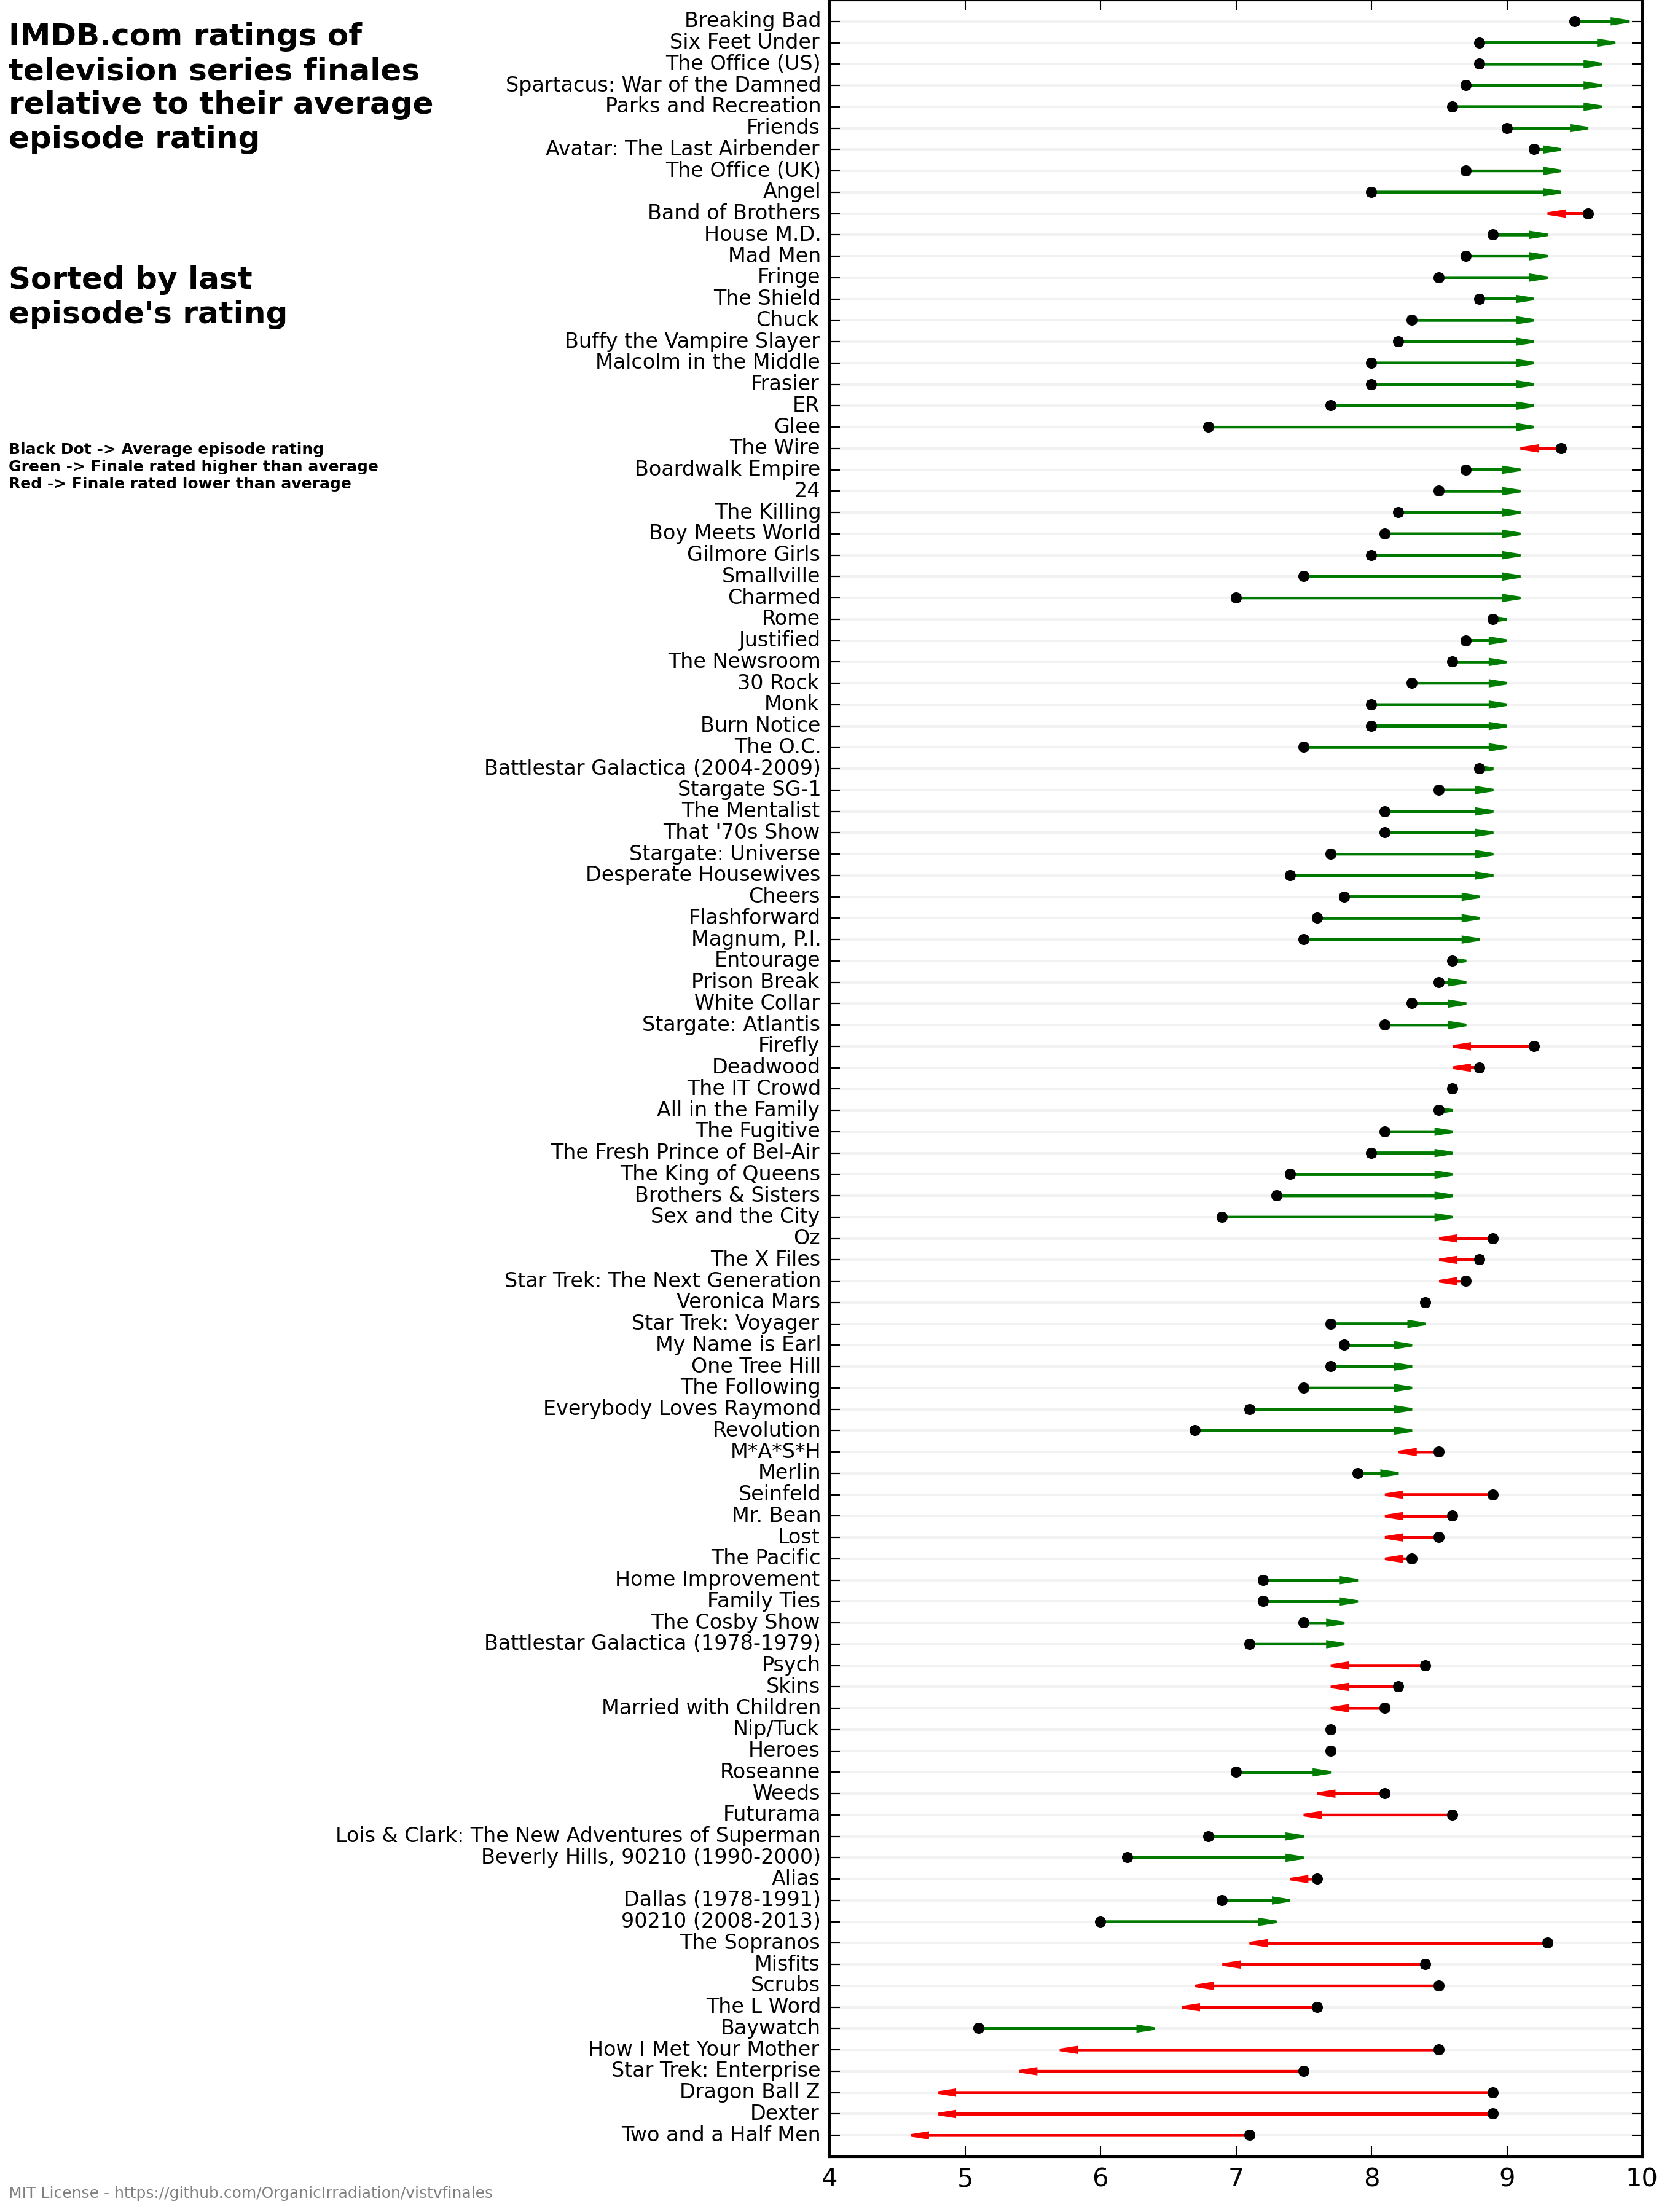 IMDB.com ratings of
television series finales
relative to their average
episode rating
Sorted by last
episode's rating
Black Dot -> Average episode rating
Green -> Finale rated higher than average
Red -> Finale rated lower than average
Breaking Bad
Six Feet Under
The Office (US)
Spartacus: War of the Damned
Parks and Recreation
Friends
Avatar: The Last Airbender
The Office (UK)
Angel
Band of Brothers
House M.D.
Mad Men
Fringe
The Shield
Chuck
Buffy the Vampire Slayer
Malcolm in the Middle
Frasier
ER
Glee
The Wire
Boardwalk Empire
24
The Killing
Boy Meets World
Gilmore Girls
Smallville
Charmed
Rome
Justified
The Newsroom
30 Rock
Monk
Burn Notice
The O.C.
Battlestar Galactica (2004-2009)
Stargate SG-1
The Mentalist
That '70s Show
Stargate: Universe
Desperate Housewives
Cheers
Flashforward
Magnum, P.I.
Entourage
Prison Break
White Collar
Stargate: Atlantis
Firefly
Deadwood
The IT Crowd
All in the Family
The Fugitive
The Fresh Prince of Bel-Air
The King of Queens
Brothers & Sisters
Sex and the City
Oz
The X Files
Star Trek: The Next Generation
Veronica Mars
Star Trek: Voyager
My Name is Earl
One Tree Hill
The Following
Everybody Loves Raymond
Revolution
M*A*S*H
Merlin
Seinfeld
Mr. Bean
Lost
The Pacific
Home Improvement
Family Ties
The Cosby Show
Battlestar Galactica (1978-1979)
Psych
Skins
Married with Children
Nip/Tuck
Heroes
Roseanne
Weeds
Futurama
Lois & Clark: The New Adventures of Superman
Beverly Hills, 90210 (1990-2000)
Alias
Dallas (1978-1991)
90210 (2008-2013)
The Sopranos
Misfits
Scrubs
The L Word
Baywatch
How I Met Your Mother
Star Trek: Enterprise
Dragon Ball Z
Dexter
Two and a Half Men
4 5 6 7 8 9 10
MIT License - https://github.com/OrganicIrradiation/vistvfinales